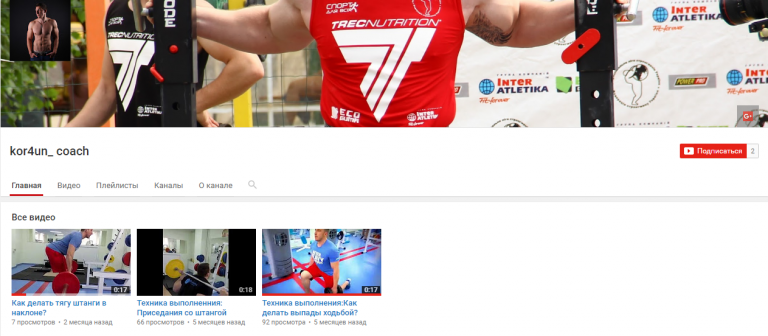 СПОРТ
ДЛЯ ВСЕХ
TRECNUTRITION
TRECNUTRITION
INTER
ATLETIKA
INTER
ATLETIKA
INTER
ATLETIKA
POWER PRO
kor4un_ coach
Подписаться 2
Главная Видео Плейлисты Каналы О канале
Все видео
0:17 0:18 0:17
Как делать тягу штанги в наклоне?
7 просмотров • 2 месяца назад
Техника выполненния: Приседания со штангой
66 просмотров • 5 месяцев назад
Техника выполнения:Как делать выпады ходьбой?
92 просмотра • 5 месяцев назад